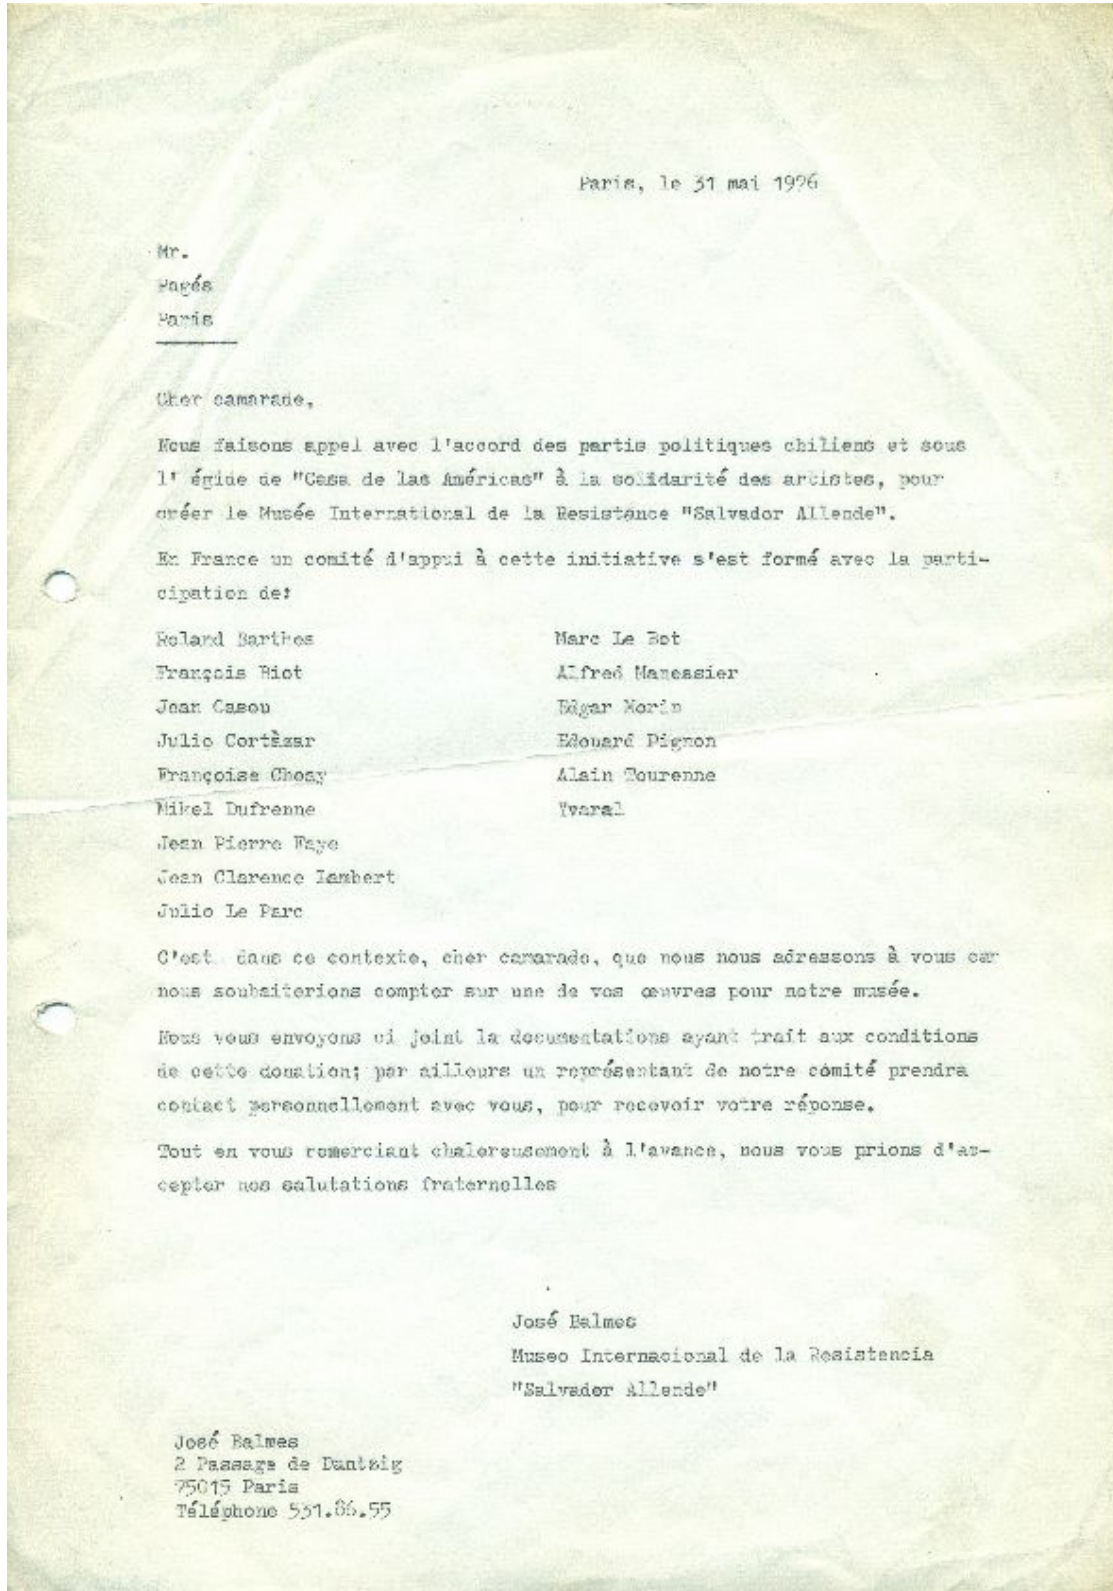 Paris, le 31 mai 1976
Mr.
Pagés
Paris
Cher camarade,
Nous faisons appel avec l'accord des partis politiques chiliens et sous
l' égide de "Casa de las Américas" à la solidarité des artistes, pour
créer le Musée International de la Resistance "Salvador Allende".
En France un comité d'appui à cette initiative s'est formé avec la parti-
cipation de:
Roland Barthes
François Biot
Jean Casou
Julio Cortàzar
Françoise Choay
Mikel Dufrenne
Jean Pierre Faye
Jean Clarence Lambert
Julio Le Parc
Marc Le Bot
Alfred Manessier
Edgar Morin
Edouard Pignon
Alain Tourenne
Yvaral
C'est dans ce contexte, cher camarade, que nous nous adressons à vous car
nous souhaiterions compter sur une de vos œuvres pour notre musée.
Nous vous envoyons ci joint la documentations ayant trait aux conditions
de cette donation; par ailleurs un représentant de notre comité prendra
contact personnellement avec vous, pour recevoir votre réponse.
Tout en vous remerciant chalereusement à l'avance, nous vous prions d'ac-
cepter nos salutations fraternelles
José Balmes
Museo Internacional de la Resistencia
"Salvador Allende"
José Balmes
2 Passage de Dantzig
75015 Paris
Téléphone 531.86.55